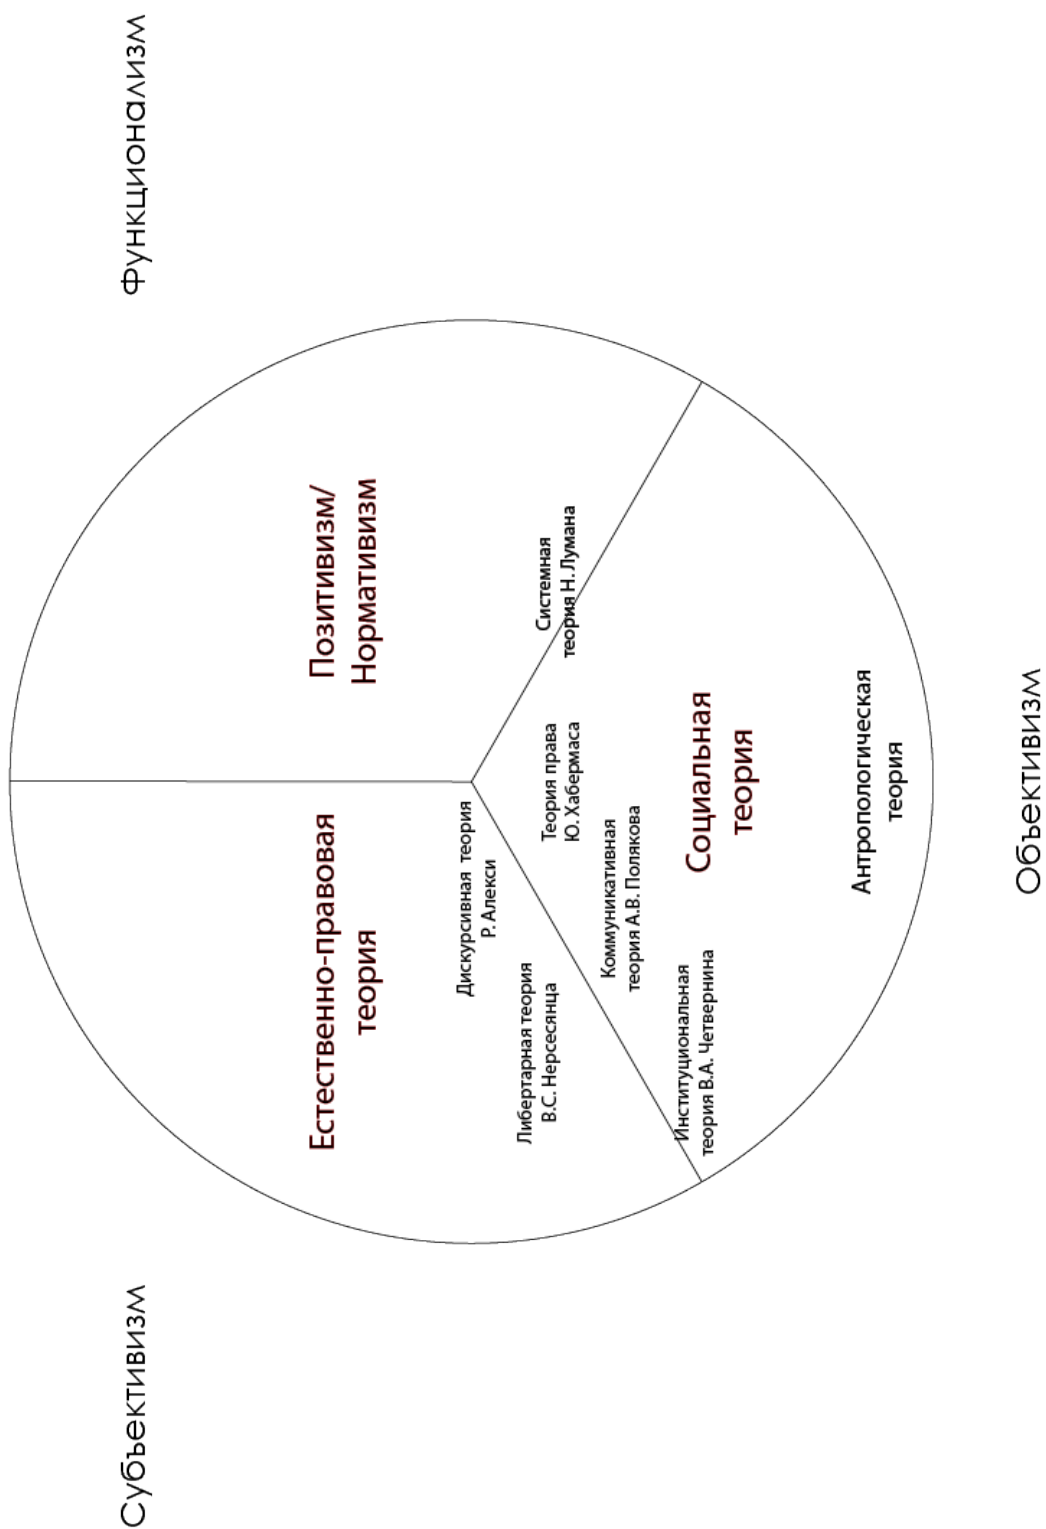 Субъективизм
Функционализм
Естественно-правовая
теория
Позитивизм/
Нормативизм
Дискурсивная теория
Р. Алекси
Либертарная теория
В.С. Нерсесянца
Системная
теория Н. Лумана
Теория права
Ю. Хабермаса
Коммуникативная
теория А.В. Полякова
Институциональная
теория В.А. Четвернина
Социальная
теория
Антропологическая
теория
Объективизм